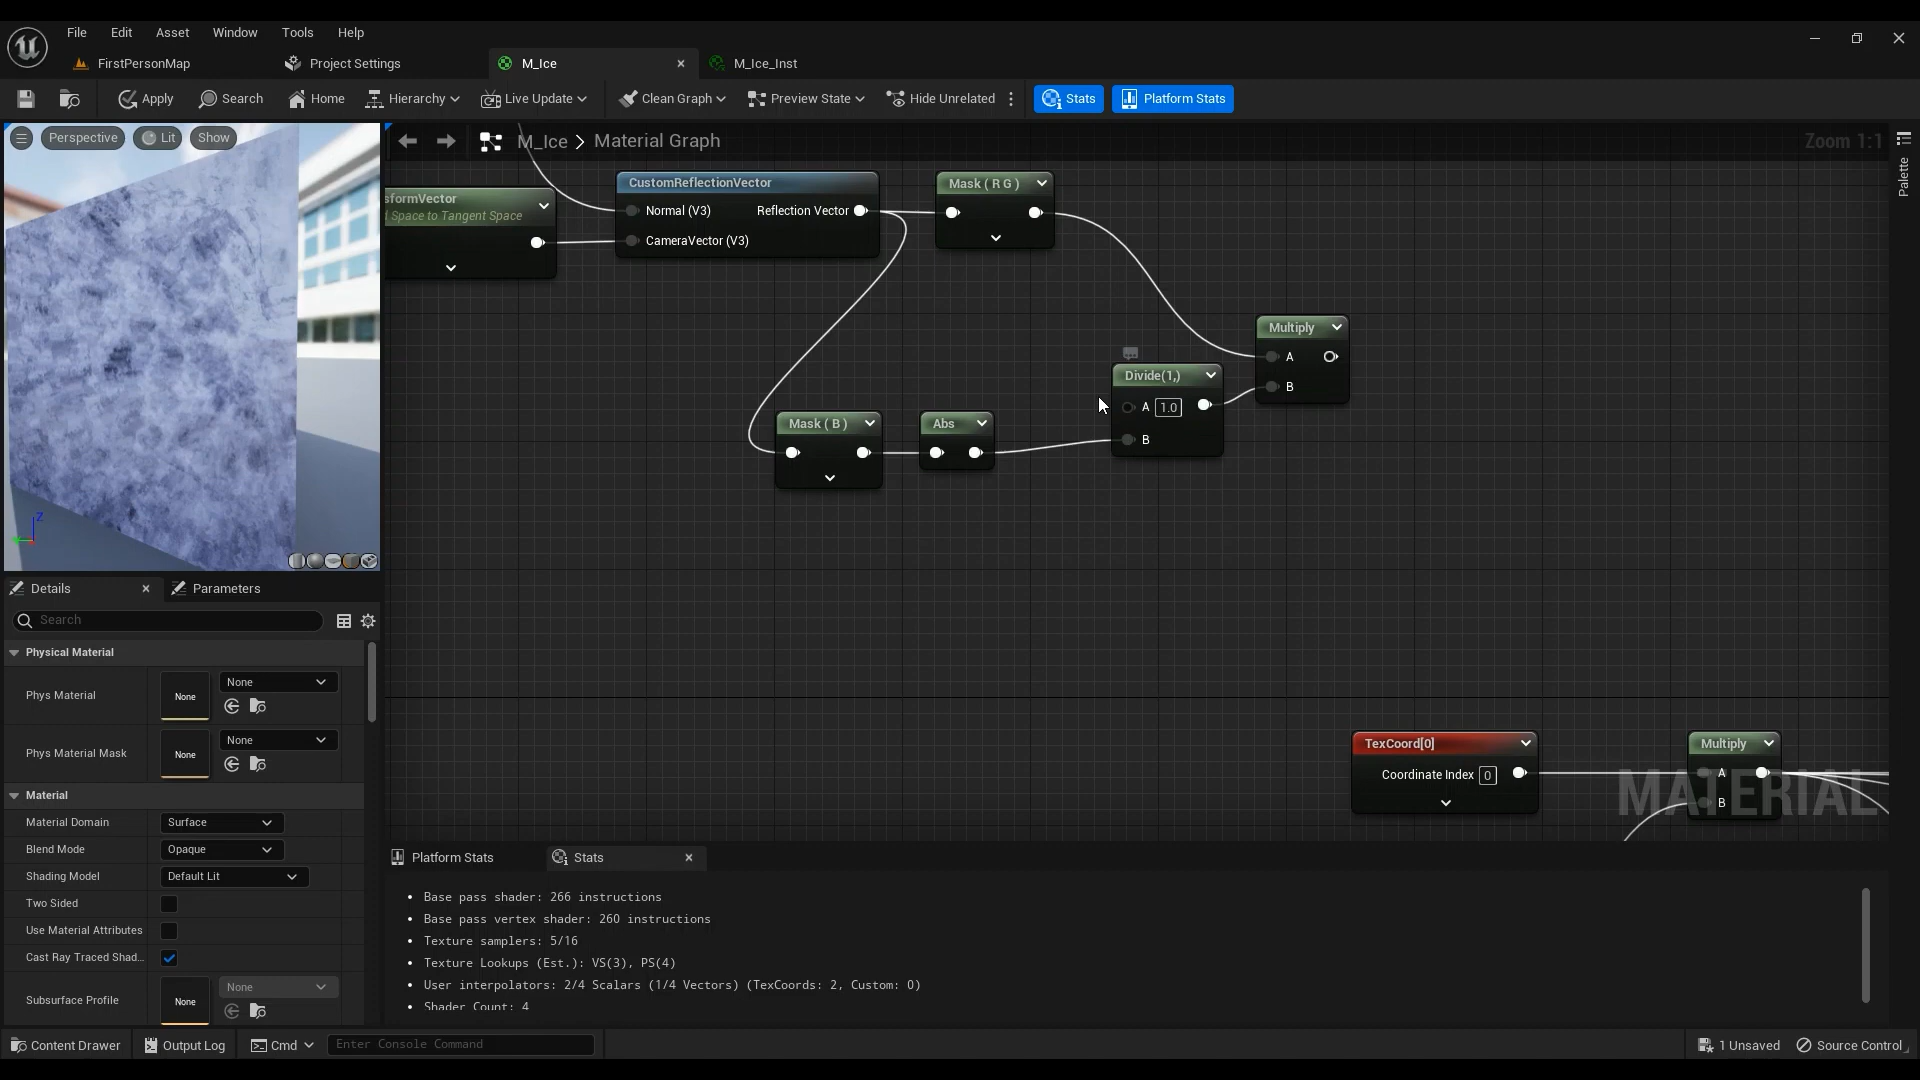 File Edit Asset Window Tools Help
FirstPersonMap Project Settings M_Ice M_Ice_Inst
Apply Search Home Hierarchy Live Update Clean Graph Preview State Hide Unrelated Stats Platform Stats
Perspective Lit Show
M_Ice > Material Graph Zoom 1:1
Palette
sformVector
l Space to Tangent Space
CustomReflectionVector
Normal (V3) Reflection Vector
CameraVector (V3)
Mask ( R G )
Multiply
A
B
Divide(1,)
A 1.0
B
Mask ( B )
Abs
Z
TexCoord[0]
Coordinate Index 0
Multiply
A
B
MATERIAL
Details Parameters
Search
Physical Material
Phys Material None None
Phys Material Mask None None
Material
Material Domain Surface
Blend Mode Opaque
Shading Model Default Lit
Two Sided
Use Material Attributes
Cast Ray Traced Shad...
Subsurface Profile None None
Platform Stats Stats
• Base pass shader: 266 instructions
• Base pass vertex shader: 260 instructions
• Texture samplers: 5/16
• Texture Lookups (Est.): VS(3), PS(4)
• User interpolators: 2/4 Scalars (1/4 Vectors) (TexCoords: 2, Custom: 0)
• Shader Count: 4
Content Drawer Output Log Cmd Enter Console Command 1 Unsaved Source Control